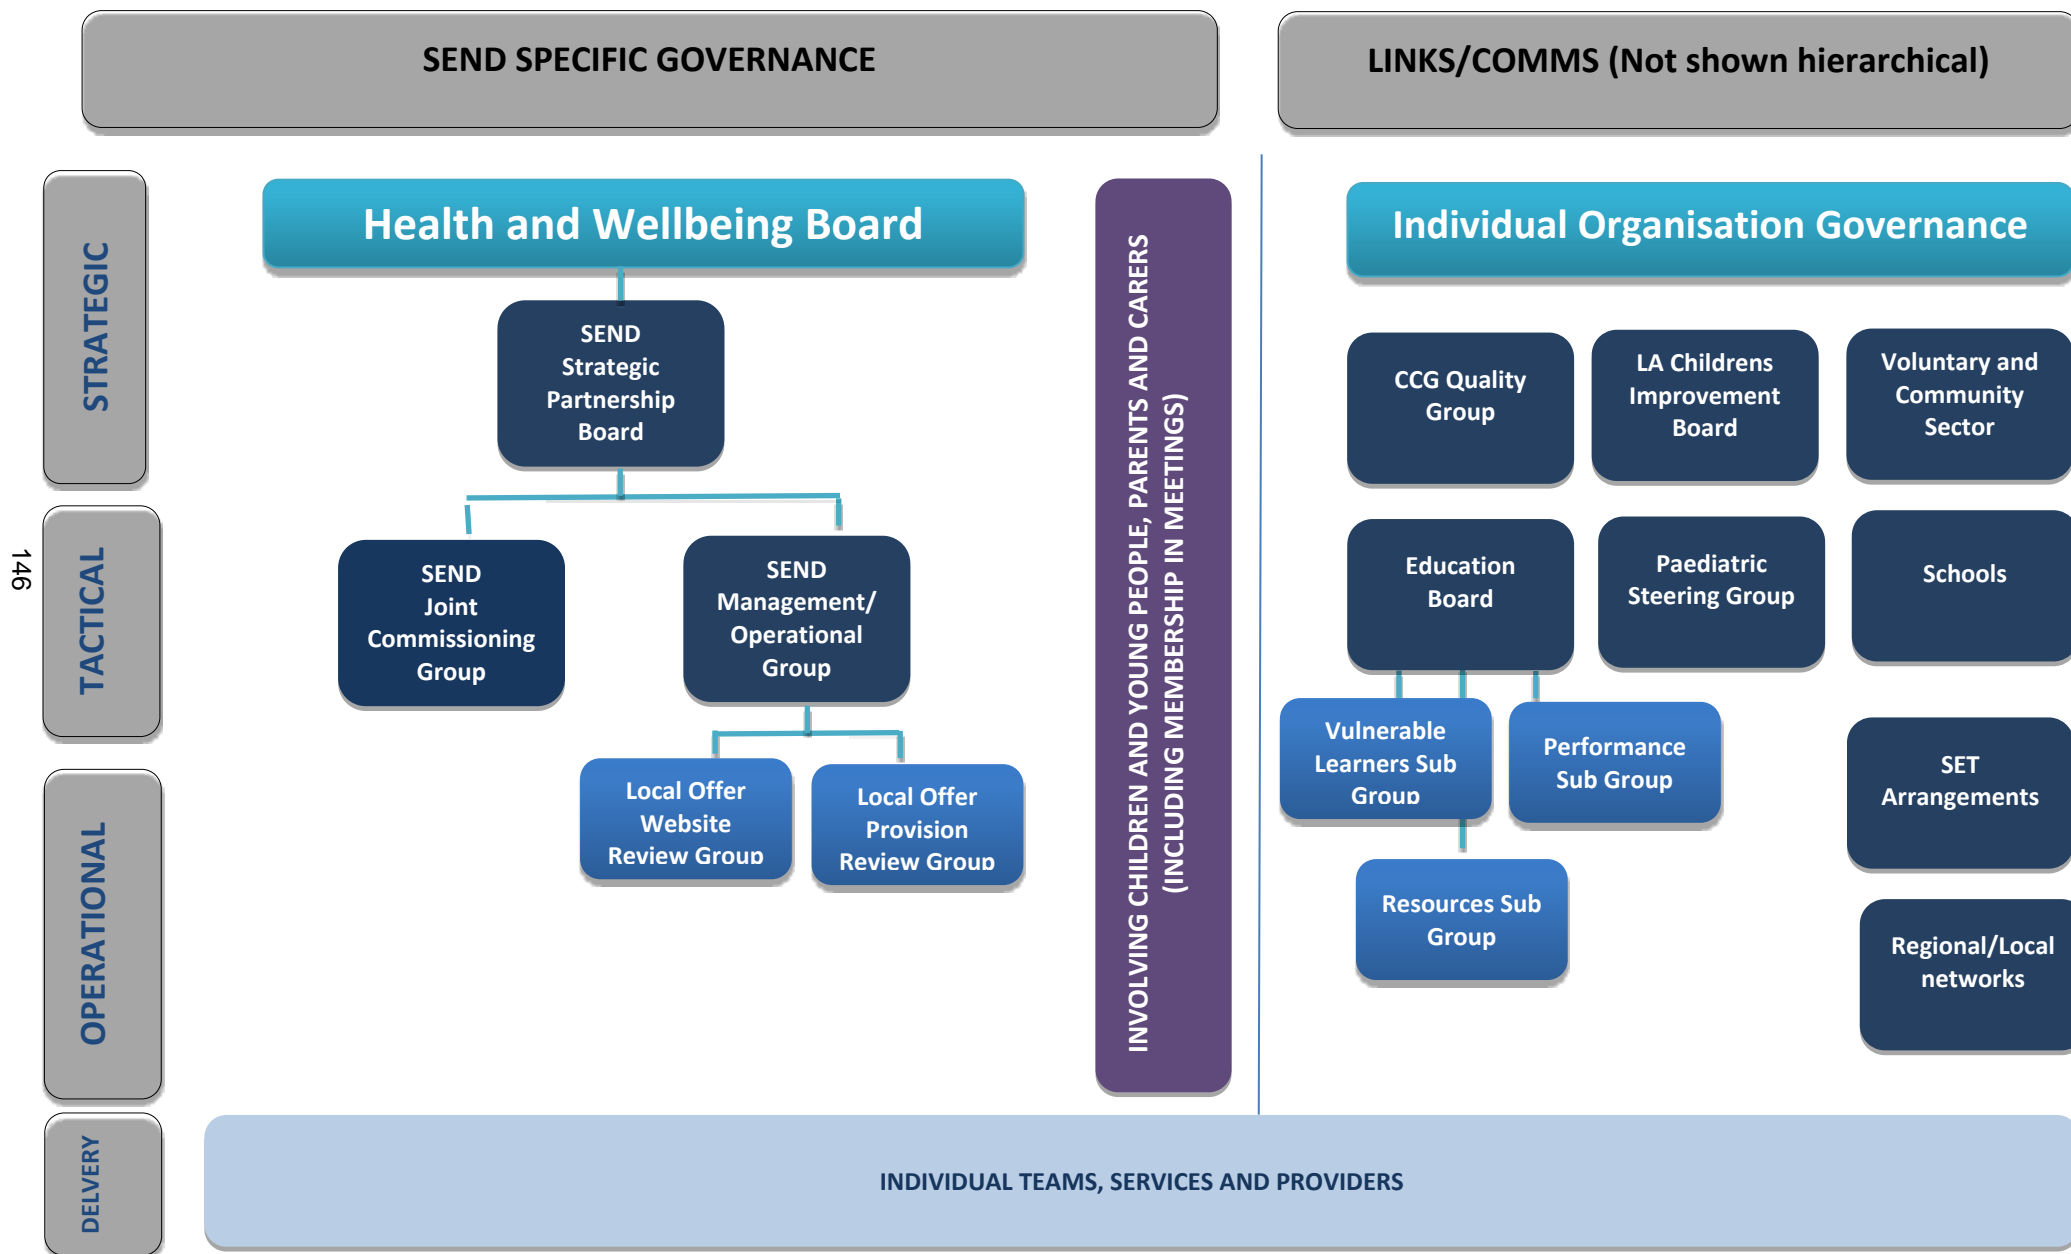 SEND SPECIFIC GOVERNANCE
LINKS/COMMS (Not shown hierarchical)
STRATEGIC
Health and Wellbeing Board
SEND
Strategic
Partnership
Board
TACTICAL
SEND
Joint
Commissioning
Group
SEND
Management/
Operational
Group
OPERATIONAL
Local Offer
Website
Review Group
Local Offer
Provision
Review Group
INVOLVING CHILDREN AND YOUNG PEOPLE, PARENTS AND CARERS
(INCLUDING MEMBERSHIP IN MEETINGS)
Individual Organisation Governance
CCG Quality
Group
LA Childrens
Improvement
Board
Voluntary and
Community
Sector
Education
Board
Paediatric
Steering Group
Schools
Vulnerable
Learners Sub
Group
Performance
Sub Group
SET
Arrangements
Resources Sub
Group
Regional/Local
networks
DELVERY
INDIVIDUAL TEAMS, SERVICES AND PROVIDERS
146